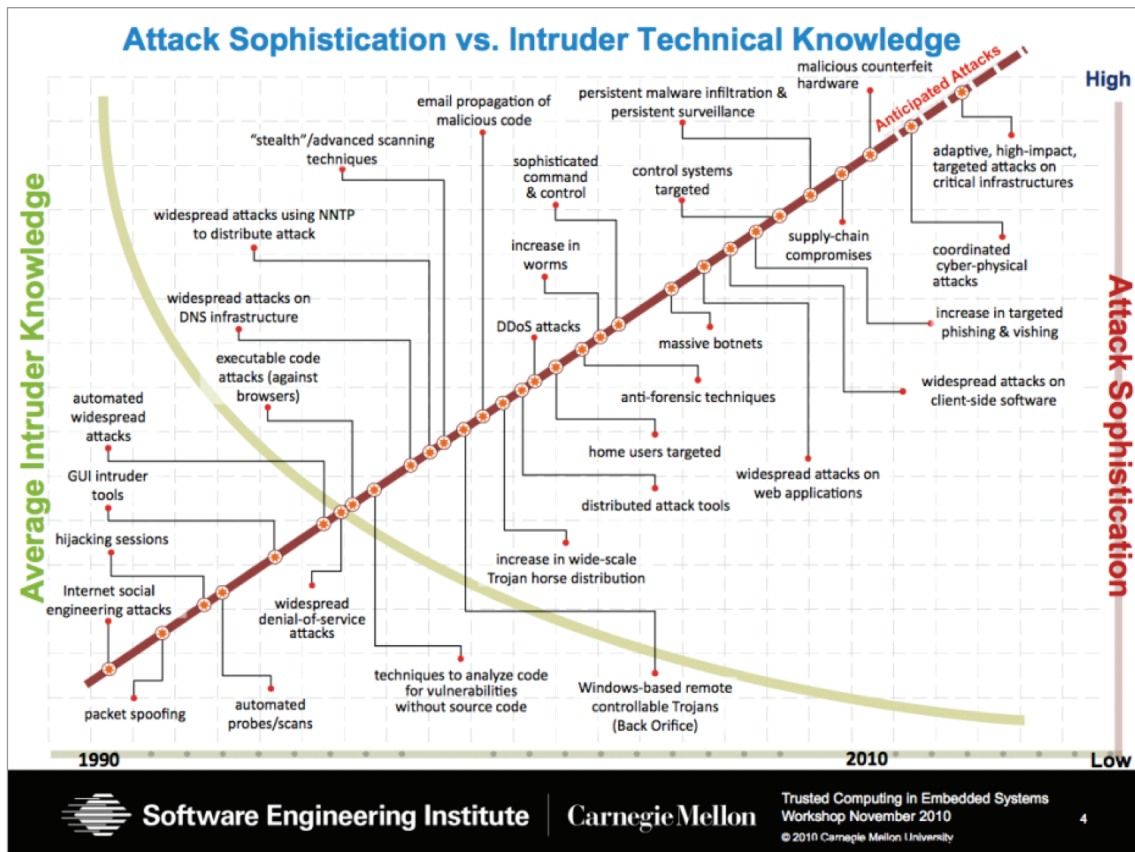 Attack Sophistication vs. Intruder Technical Knowledge
High
Average Intruder Knowledge
Attack Sophistication
Anticipated Attacks
malicious counterfeit
hardware
persistent malware infiltration &
persistent surveillance
email propagation of
malicious code
"stealth"/advanced scanning
techniques
adaptive, high-impact,
targeted attacks on
critical infrastructures
sophisticated
command
& control
control systems
targeted
widespread attacks using NNTP
to distribute attack
supply-chain
compromises
coordinated
cyber-physical
attacks
increase in
worms
widespread attacks on
DNS infrastructure
increase in targeted
phishing & vishing
DDoS attacks
massive botnets
executable code
attacks (against
browsers)
widespread attacks on
client-side software
anti-forensic techniques
automated
widespread
attacks
home users targeted
GUI intruder
tools
widespread attacks on
web applications
distributed attack tools
hijacking sessions
increase in wide-scale
Trojan horse distribution
Internet social
engineering attacks
widespread
denial-of-service
attacks
techniques to analyze code
for vulnerabilities
without source code
Windows-based remote
controllable Trojans
(Back Orifice)
packet spoofing
automated
probes/scans
1990
2010
Low
Software Engineering Institute
Carnegie Mellon
Trusted Computing in Embedded Systems
Workshop November 2010
© 2010 Carnegie Mellon University
4